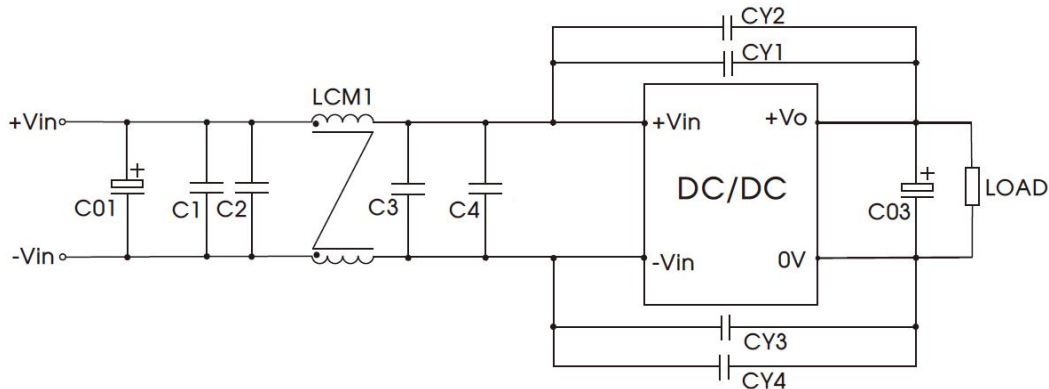 CY2
CY1
LCM1
+Vin
+Vin
+Vo
+
+
DC/DC
LOAD
C01
C1
C2
C3
C4
C03
-Vin
-Vin
0V
CY3
CY4